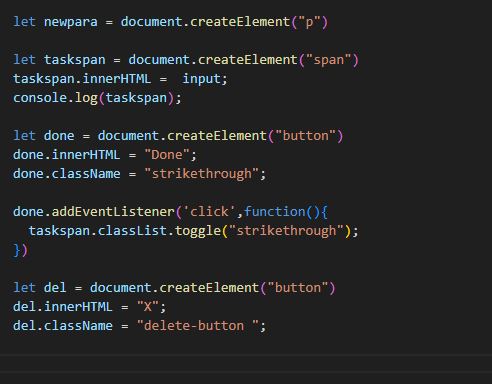 let newpara = document.createElement("p")
let taskspan = document.createElement("span")
taskspan.innerHTML =  input;
console.log(taskspan);
let done = document.createElement("button")
done.innerHTML = "Done";
done.className = "strikethrough";
done.addEventListener('click',function(){
  taskspan.classList.toggle("strikethrough");
})
let del = document.createElement("button")
del.innerHTML = "X";
del.className = "delete-button ";